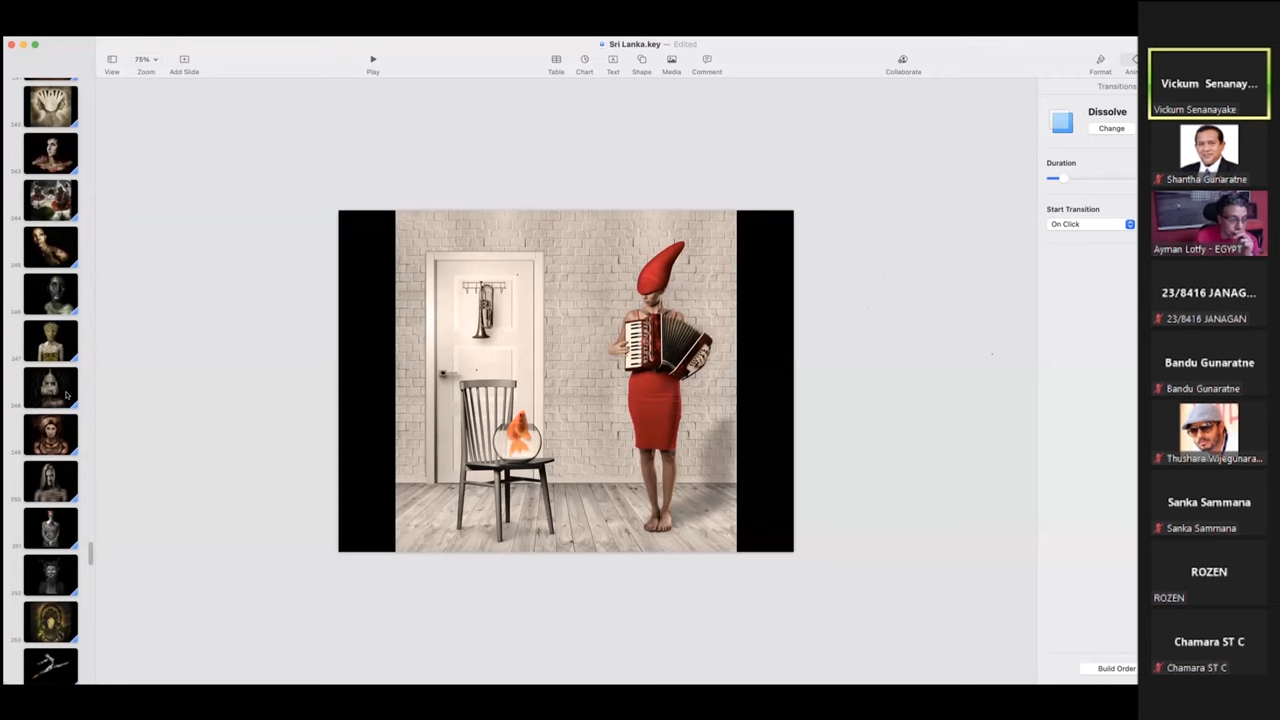 Sri Lanka.key — Edited
75%
View
Zoom
Add Slide
Play
Table
Chart
Text
Shape
Media
Comment
Collaborate
Format
Transitions
Dissolve
Change
Duration
Start Transition
On Click
Build Order
242
243
244
Vickum Senanay...
Vickum Senanayake
Shantha Gunaratne
Ayman Lotfy - EGYPT
23/8416 JANAG...
23/8416 JANAGAN
Bandu Gunaratne
Bandu Gunaratne
Thushara Wijegunara...
Sanka Sammana
Sanka Sammana
ROZEN
ROZEN
Chamara ST C
Chamara ST C